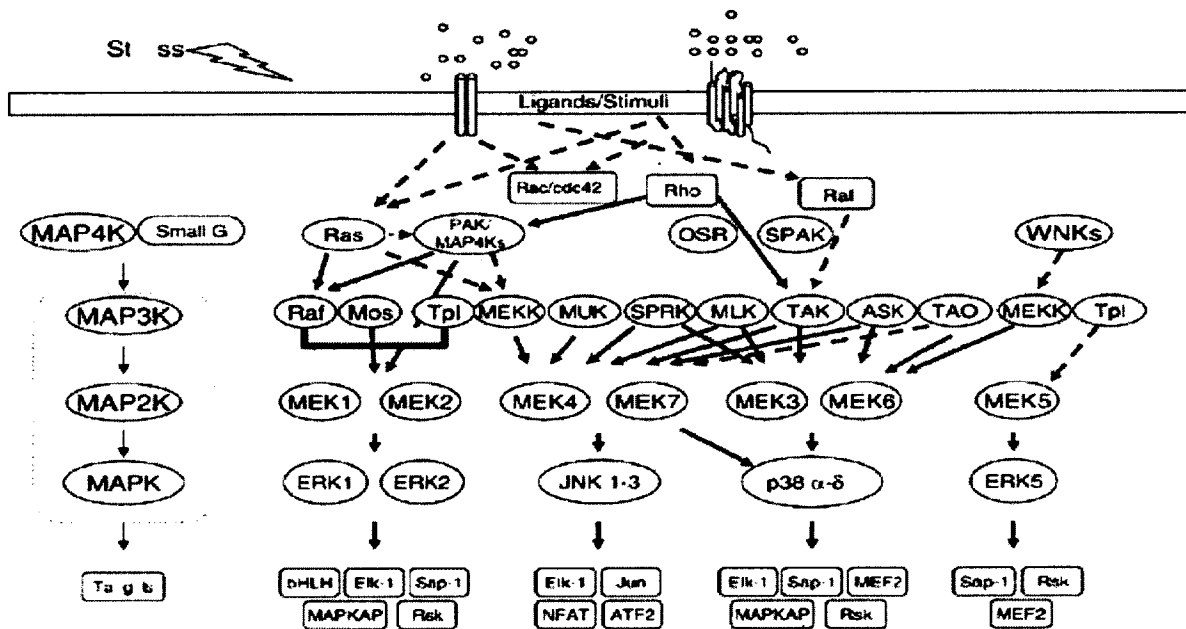 St ss
Ligands/Stimuli
Rac/cdc42 Rho Ral
MAP4K Small G Ras PAK/ MAP4Ks OSR SPAK WNKs
MAP3K Raf Mos Tpl MEKK MUK SPRK MLK TAK ASK TAO MEKK Tpl
MAP2K MEK1 MEK2 MEK4 MEK7 MEK3 MEK6 MEK5
MAPK ERK1 ERK2 JNK 1-3 p38 α-δ ERK5
Ta g ts bHLH Elk-1 Sap-1 Elk-1 Jun Elk-1 Sap-1 MEF2 Sap-1 Rsk
MAPKAP Rsk NFAT ATF2 MAPKAP Rsk MEF2